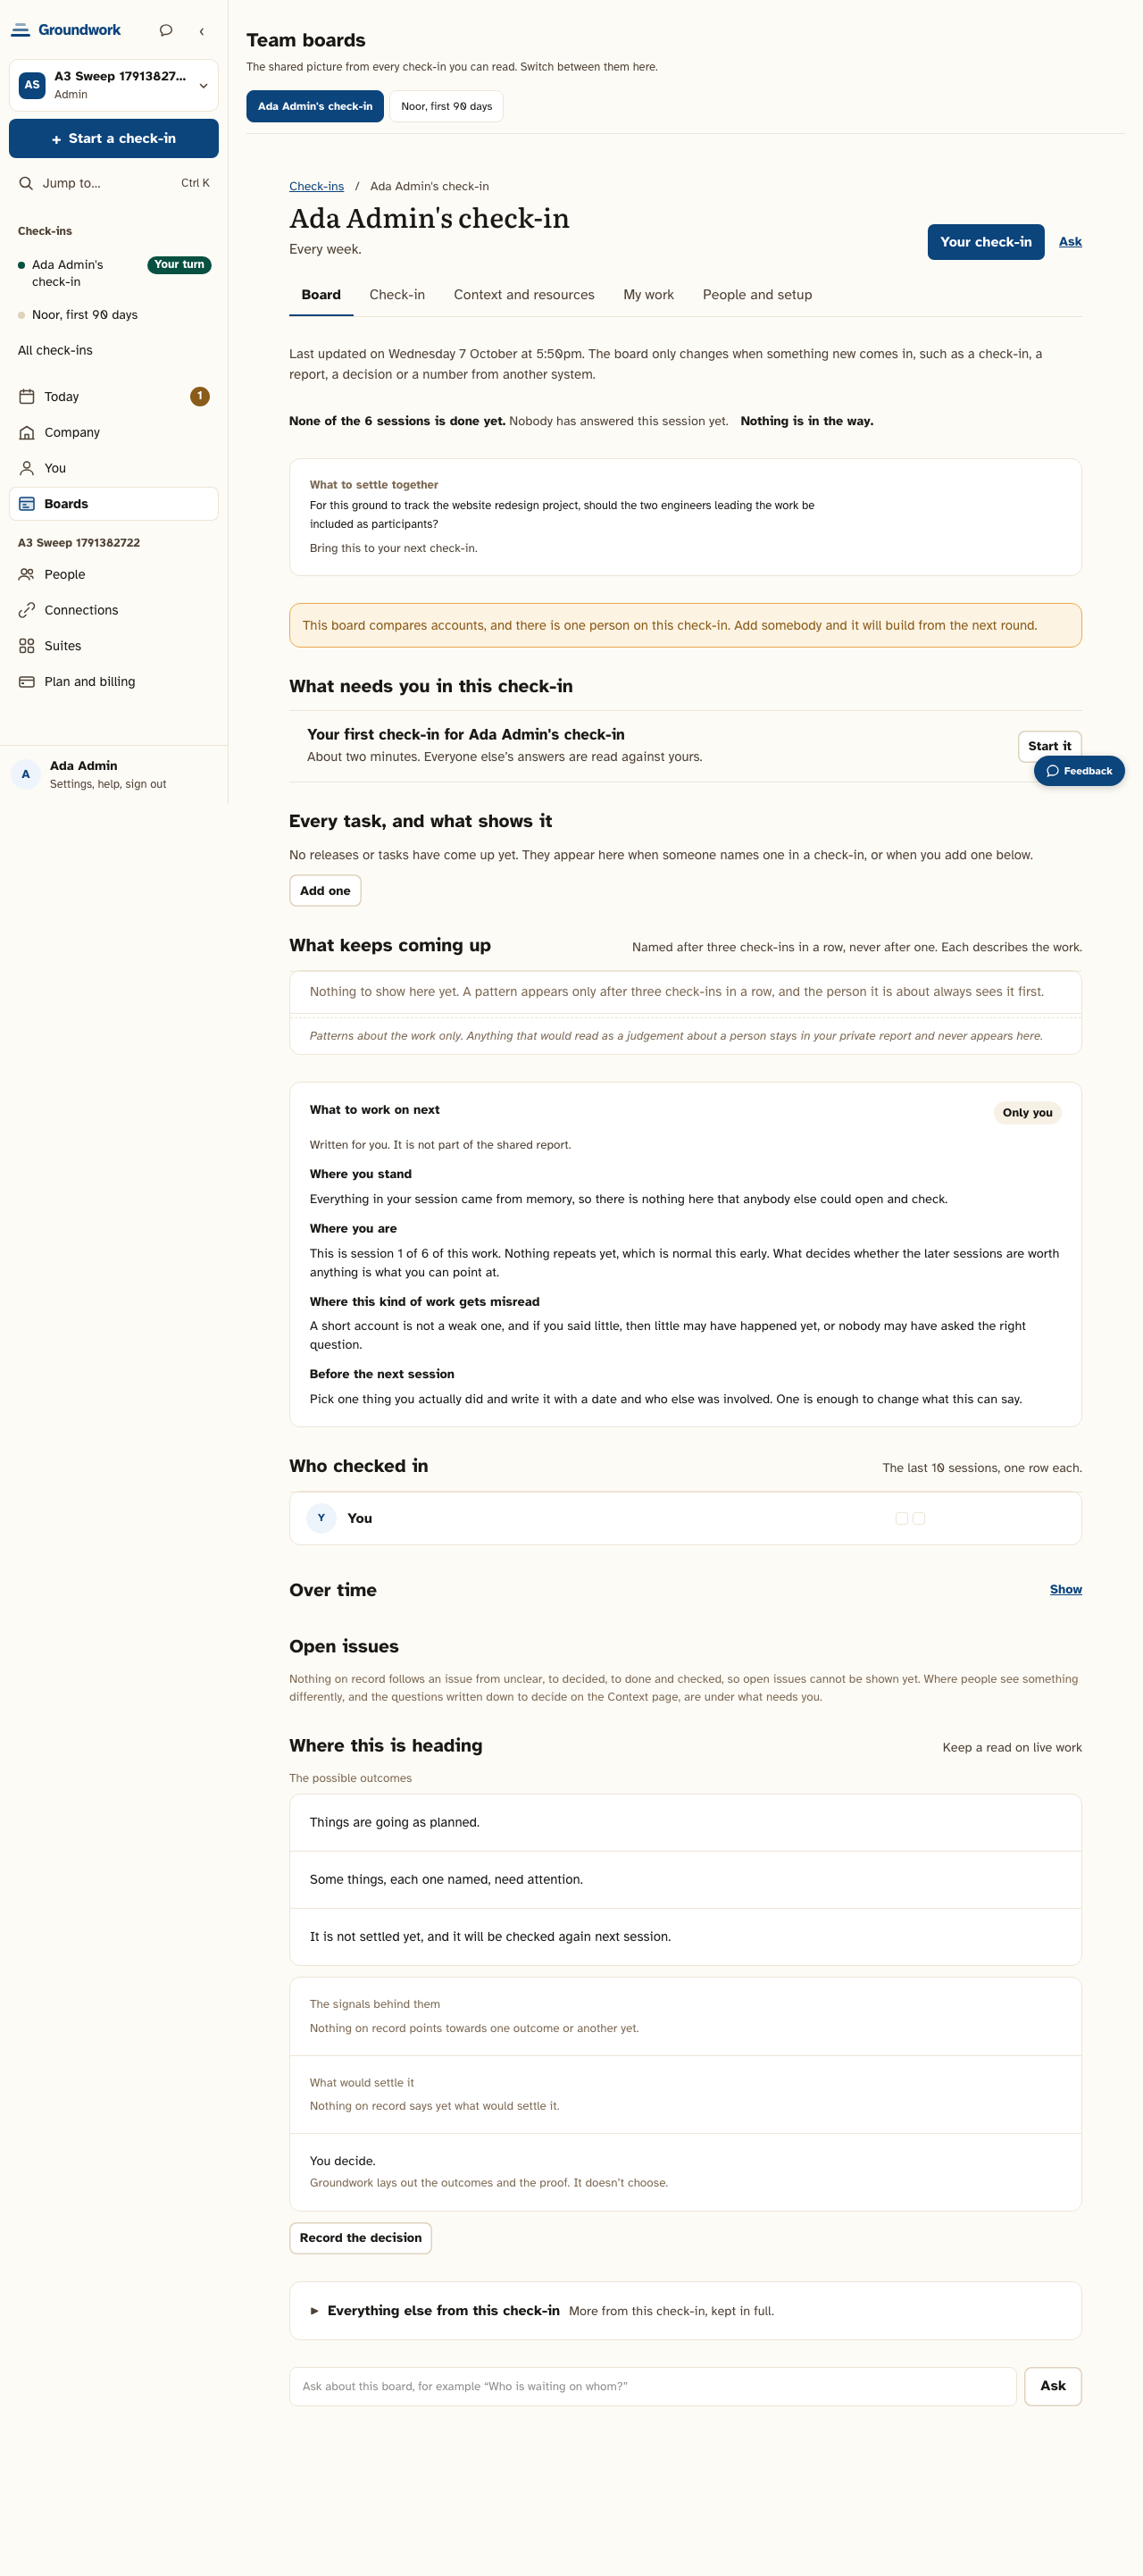 Groundwork
AS
A3 Sweep 17913827...
Admin
+ Start a check-in
Jump to...
Ctrl K
Check-ins
Ada Admin's check-in
Your turn
Noor, first 90 days
All check-ins
Today
1
Company
You
Boards
A3 Sweep 1791382722
People
Connections
Suites
Plan and billing
A
Ada Admin
Settings, help, sign out
Team boards
The shared picture from every check-in you can read. Switch between them here.
Ada Admin's check-in
Noor, first 90 days
Check-ins / Ada Admin's check-in
Ada Admin's check-in
Every week.
Your check-in
Ask
Board
Check-in
Context and resources
My work
People and setup
Last updated on Wednesday 7 October at 5:50pm. The board only changes when something new comes in, such as a check-in, a
report, a decision or a number from another system.
None of the 6 sessions is done yet. Nobody has answered this session yet. Nothing is in the way.
What to settle together
For this ground to track the website redesign project, should the two engineers leading the work be
included as participants?
Bring this to your next check-in.
This board compares accounts, and there is one person on this check-in. Add somebody and it will build from the next round.
What needs you in this check-in
Your first check-in for Ada Admin's check-in
About two minutes. Everyone else’s answers are read against yours.
Start it
Feedback
Every task, and what shows it
No releases or tasks have come up yet. They appear here when someone names one in a check-in, or when you add one below.
Add one
What keeps coming up
Named after three check-ins in a row, never after one. Each describes the work.
Nothing to show here yet. A pattern appears only after three check-ins in a row, and the person it is about always sees it first.
Patterns about the work only. Anything that would read as a judgement about a person stays in your private report and never appears here.
What to work on next
Only you
Written for you. It is not part of the shared report.
Where you stand
Everything in your session came from memory, so there is nothing here that anybody else could open and check.
Where you are
This is session 1 of 6 of this work. Nothing repeats yet, which is normal this early. What decides whether the later sessions are worth
anything is what you can point at.
Where this kind of work gets misread
A short account is not a weak one, and if you said little, then little may have happened yet, or nobody may have asked the right
question.
Before the next session
Pick one thing you actually did and write it with a date and who else was involved. One is enough to change what this can say.
Who checked in
The last 10 sessions, one row each.
Y
You
Over time
Show
Open issues
Nothing on record follows an issue from unclear, to decided, to done and checked, so open issues cannot be shown yet. Where people see something
differently, and the questions written down to decide on the Context page, are under what needs you.
Where this is heading
Keep a read on live work
The possible outcomes
Things are going as planned.
Some things, each one named, need attention.
It is not settled yet, and it will be checked again next session.
The signals behind them
Nothing on record points towards one outcome or another yet.
What would settle it
Nothing on record says yet what would settle it.
You decide.
Groundwork lays out the outcomes and the proof. It doesn’t choose.
Record the decision
Everything else from this check-in More from this check-in, kept in full.
Ask about this board, for example “Who is waiting on whom?”
Ask